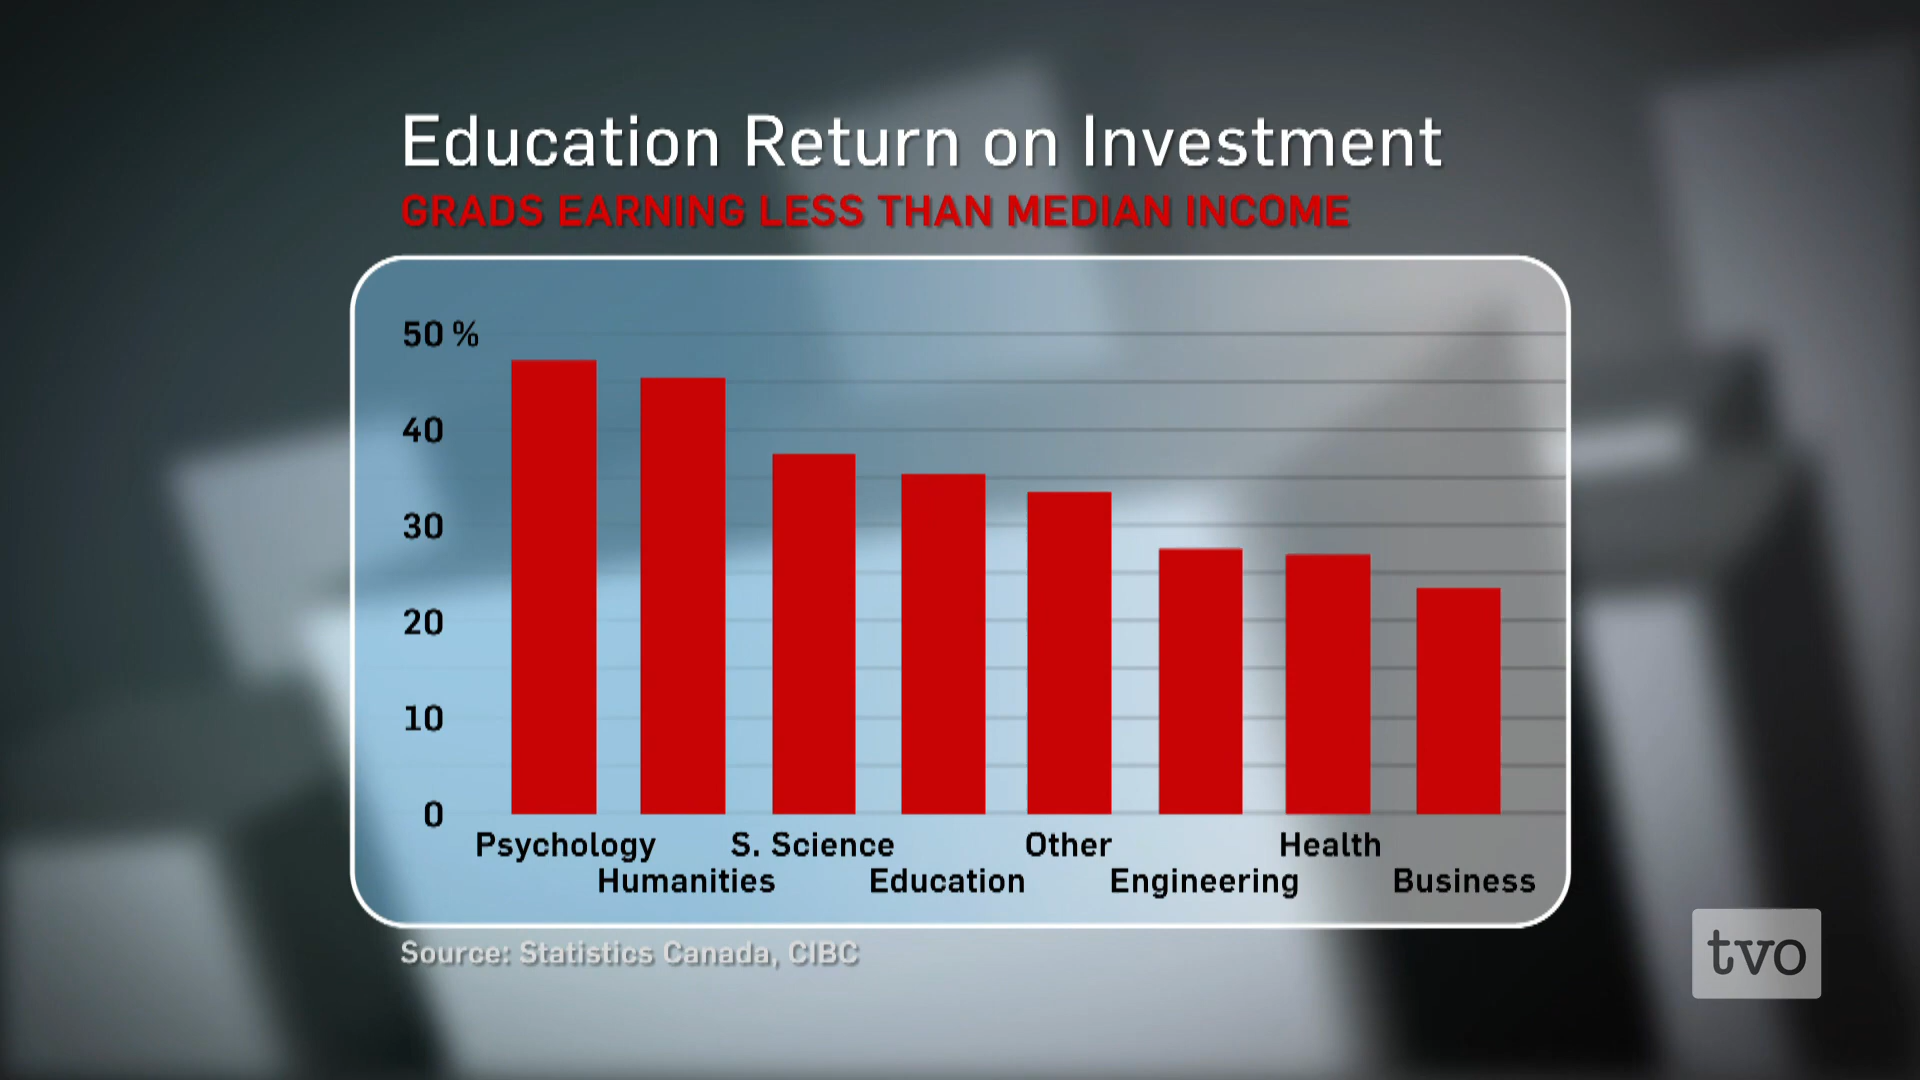 Education Return on Investment
GRADS EARNING LESS THAN MEDIAN INCOME
50 %
40
30
20
10
0
Psychology
Humanities
S. Science
Education
Other
Engineering
Health
Business
Source: Statistics Canada, CIBC
tvo